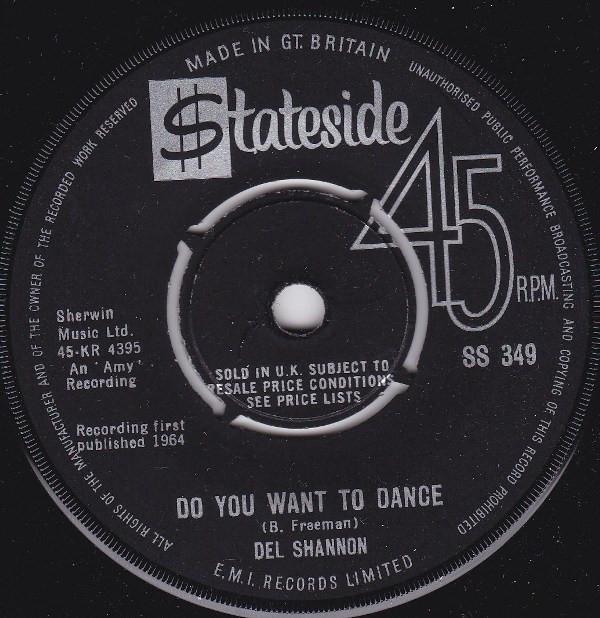 MADE IN GT. BRITAIN
UNAUTHORISED PUBLIC PERFORMANCE BROADCASTING AND COPYING OF THIS RECORD PROHIBITED
ALL RIGHTS OF THE MANUFACTURER AND OF THE OWNER OF THE RECORDED WORK RESERVED
$tateside
45 R.P.M.
Sherwin
Music Ltd.
45-KR 4395
An 'Amy'
Recording
SS 349
SOLD IN U.K. SUBJECT TO
RESALE PRICE CONDITIONS
SEE PRICE LISTS
Recording first
published 1964
DO YOU WANT TO DANCE
(B. Fraeman)
DEL SHANNON
E.M.I. RECORDS LIMITED